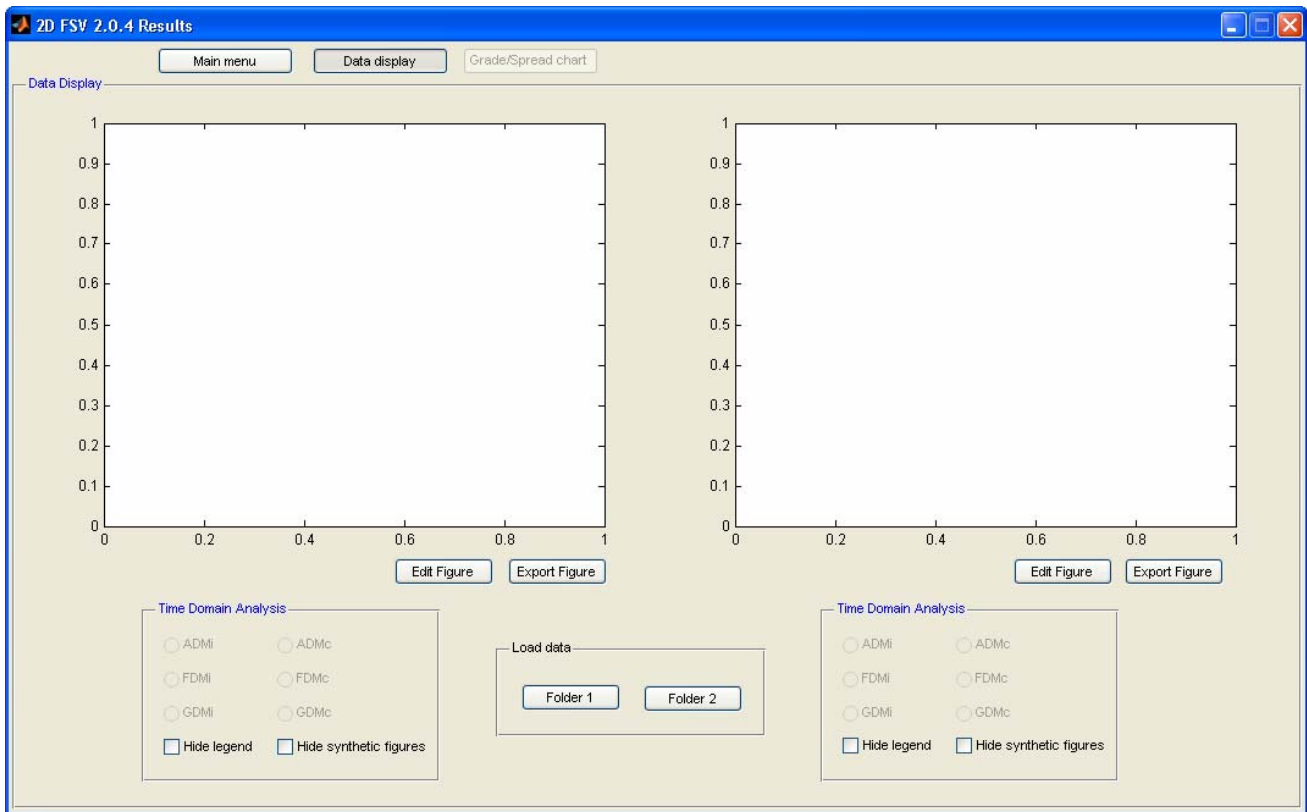 2D FSV 2.0.4 Results
Main menu Data display Grade/Spread chart
Data Display
1 1
0.9 0.9
0.8 0.8
0.7 0.7
0.6 0.6
0.5 0.5
0.4 0.4
0.3 0.3
0.2 0.2
0.1 0.1
0 0
0 0.2 0.4 0.6 0.8 1 0 0.2 0.4 0.6 0.8 1
Edit Figure Export Figure Edit Figure Export Figure
Time Domain Analysis
ADMi ADMc
FDMi FDMc
GDMi GDMc
Hide legend Hide synthetic figures
Load data
Folder 1 Folder 2
Time Domain Analysis
ADMi ADMc
FDMi FDMc
GDMi GDMc
Hide legend Hide synthetic figures